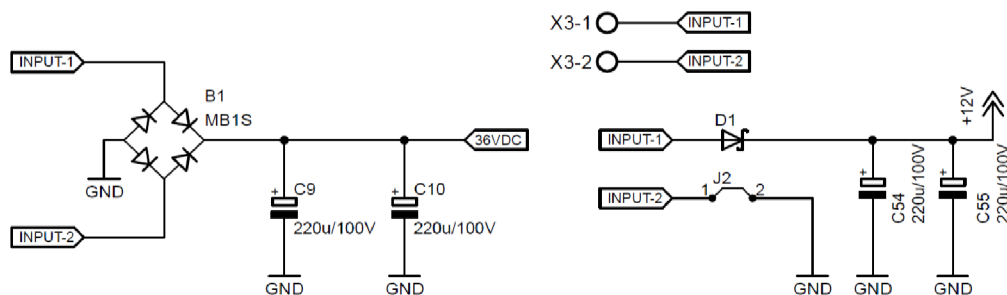 X3-1
INPUT-1
X3-2
INPUT-2
INPUT-1
B1
MB1S
36VDC
GND
C9
+
220u/100V
C10
+
220u/100V
INPUT-2
GND
GND
D1
+12V
INPUT-1
J2
INPUT-2
1
2
+
C54
220u/100V
+
C55
220u/100V
GND
GND
GND